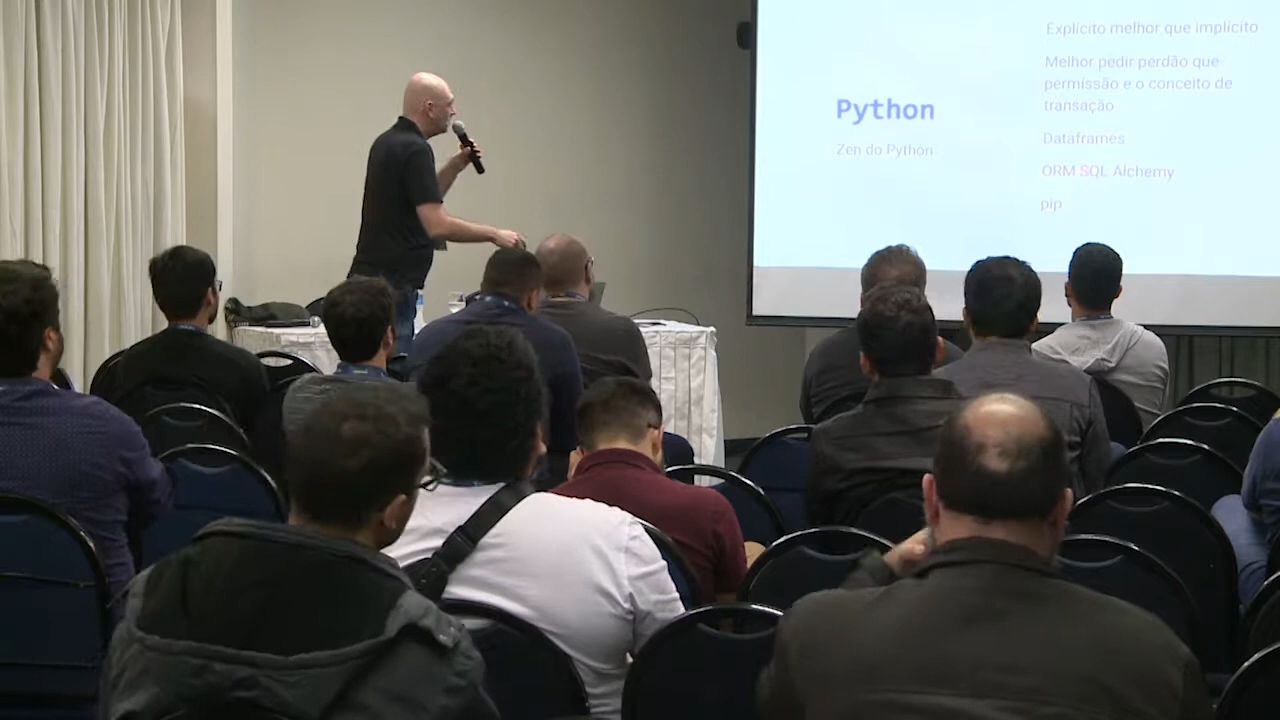 Python
Zen do Python
Explícito melhor que implícito
Melhor pedir perdão que
permissão e o conceito de
transação
Dataframes
ORM SQL Alchemy
pip